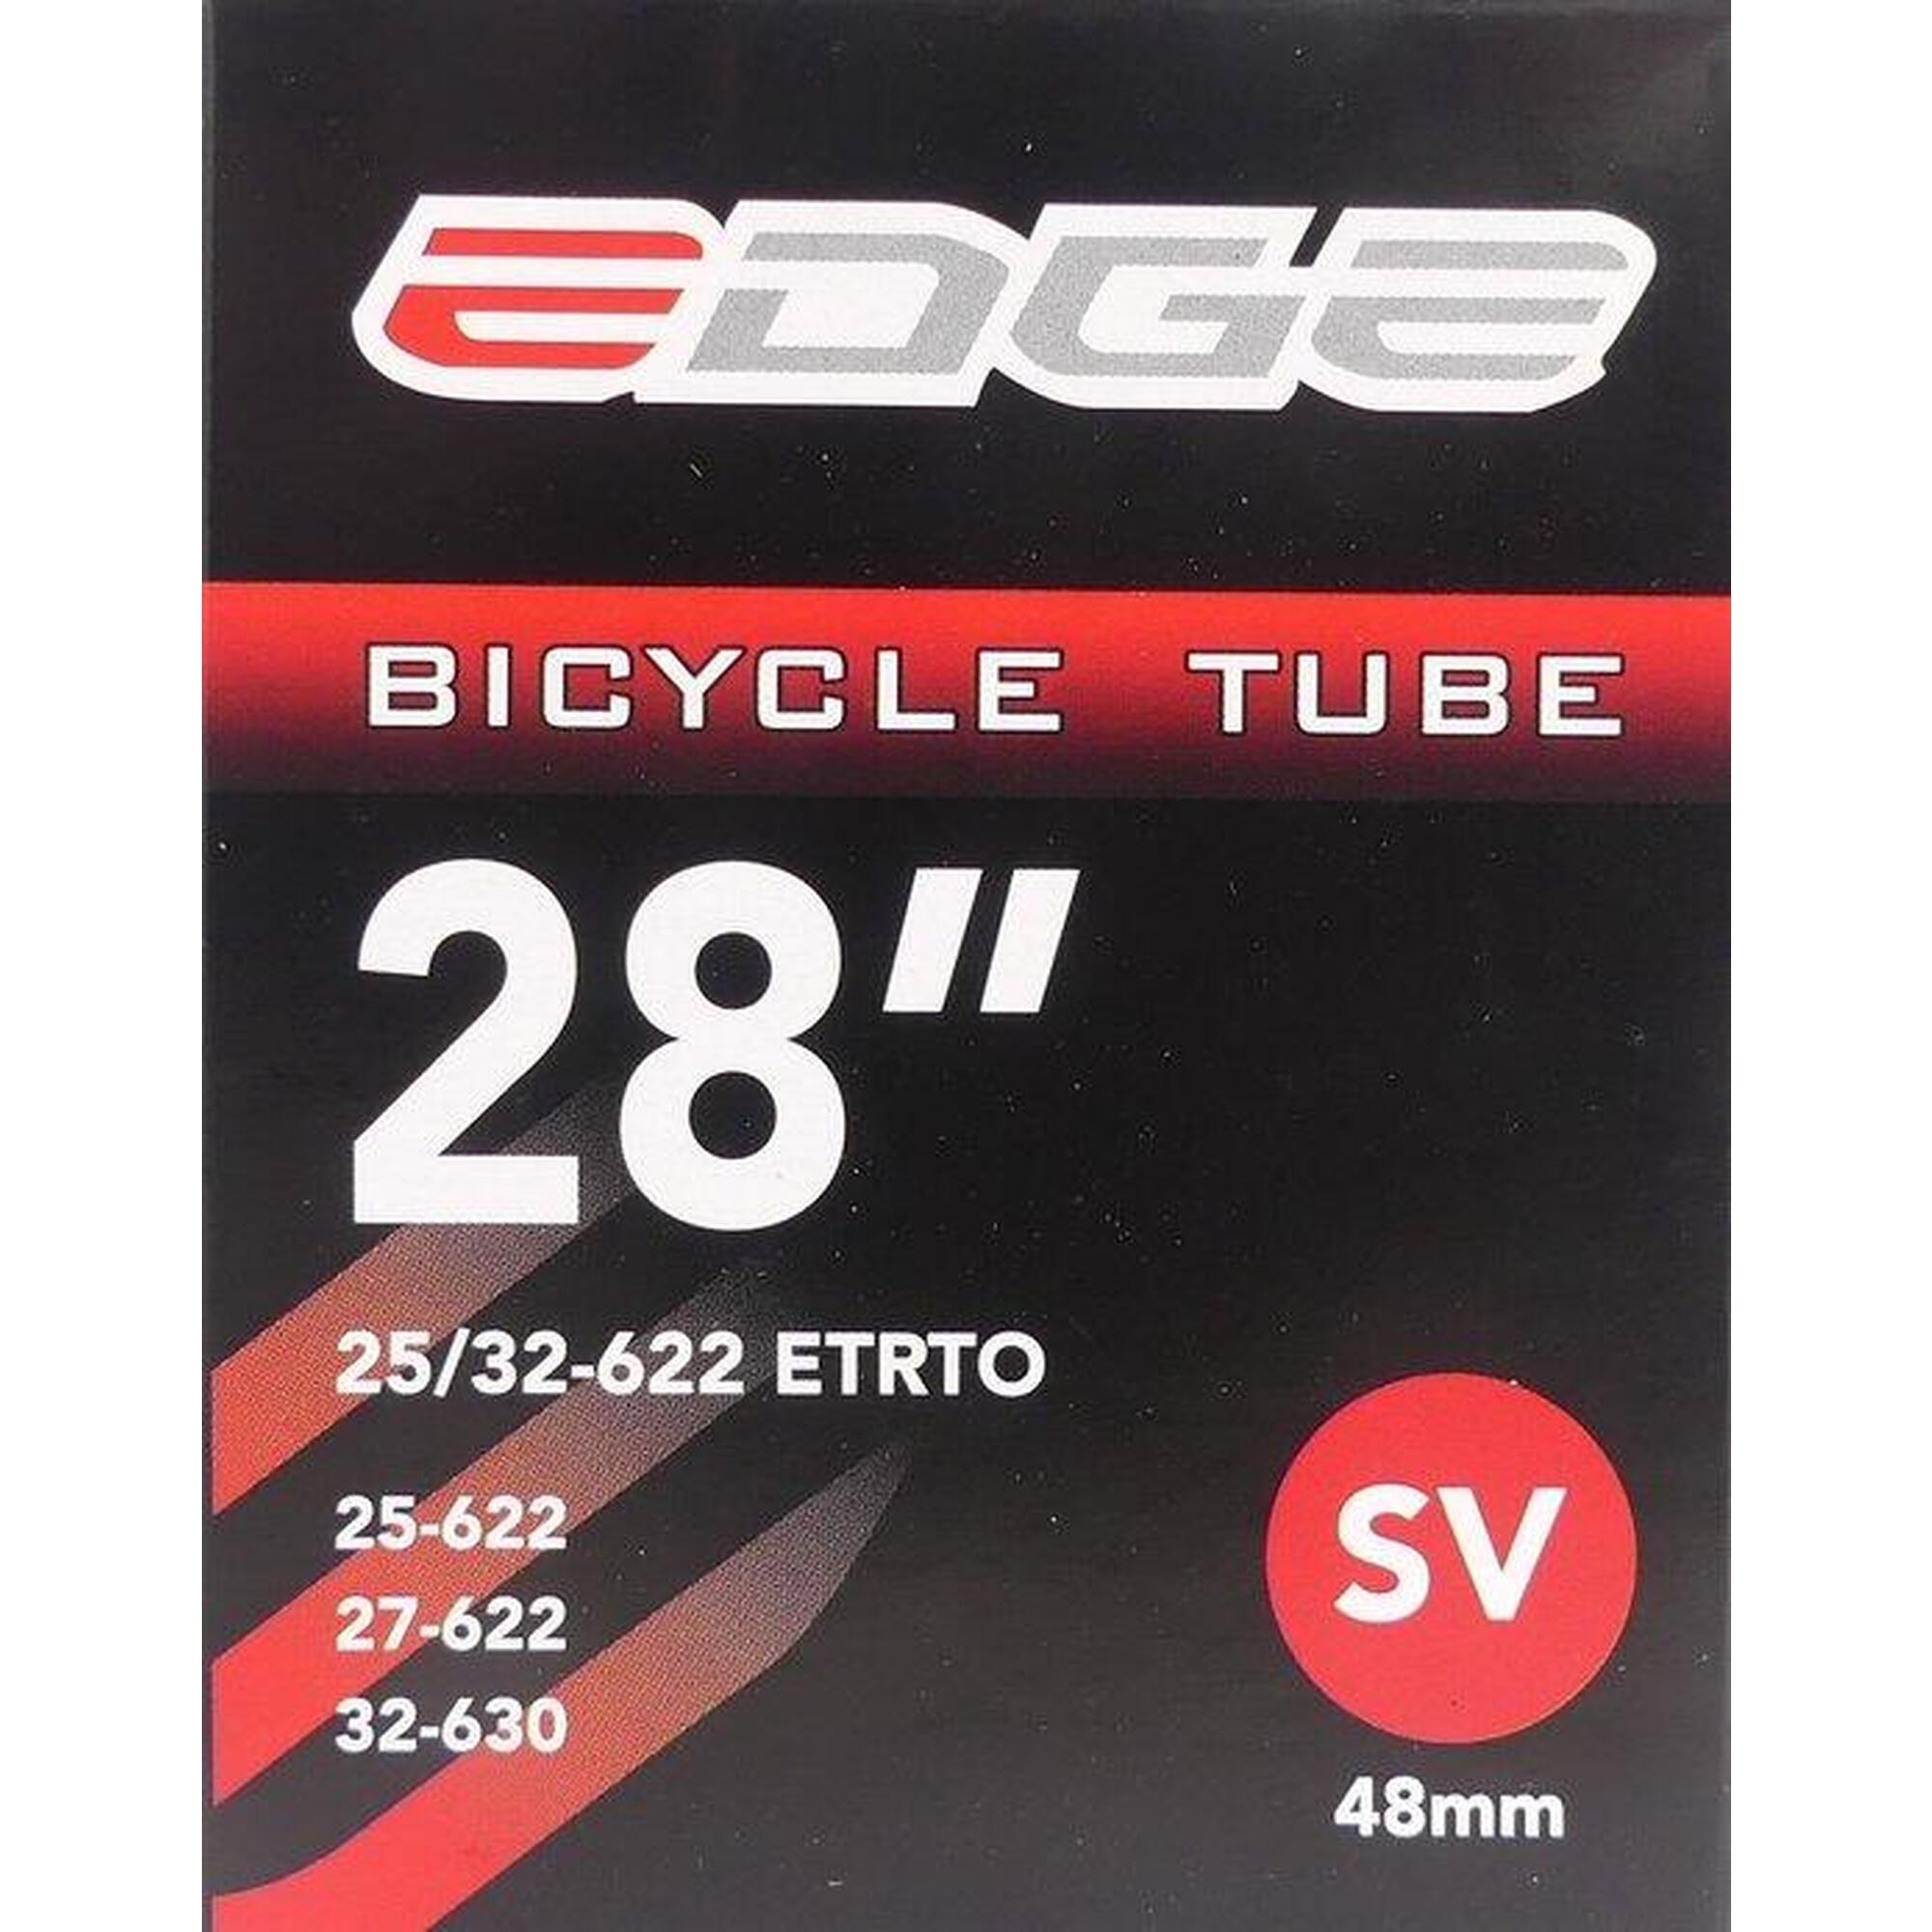 EDGE
BICYCLE TUBE
28"
25/32-622 ETRTO
25-622
27-622
32-630
SV
48mm